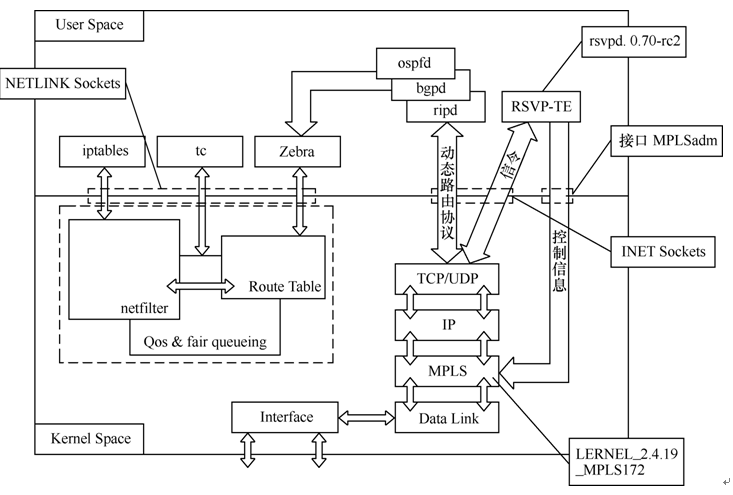 User Space
rsvpd. 0.70-rc2
NETLINK Sockets
ospfd
bgpd
ripd
RSVP-TE
iptables
tc
Zebra
接口 MPLSadm
动态路由协议
信令
控制信息
INET Sockets
netfilter
Route Table
Qos & fair queueing
TCP/UDP
IP
MPLS
Data Link
Interface
Kernel Space
LERNEL_2.4.19
_MPLS172